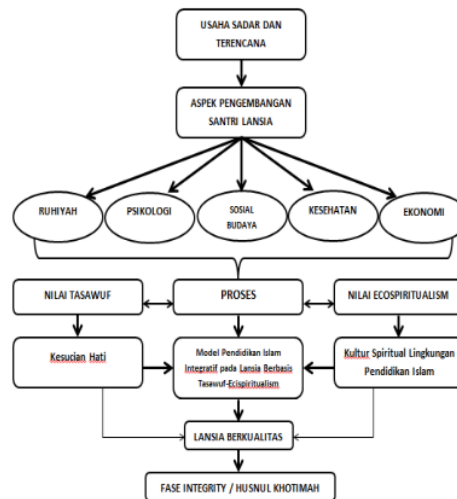 USAHA SADAR DAN
TERENCANA
ASPEK PENGEMBANGAN
SANTRI LANSIA
RUHIYAH
PSIKOLOGI
SOSIAL
BUDAYA
KESEHATAN
EKONOMI
NILAI TASAWUF
PROSES
NILAI ECOSPIRITUALISM
Kesucian Hati
Model Pendidikan Islam
Integratif pada Lansia Berbasis
Tasawuf-Ecispiritualism
Kultur Spiritual Lingkungan
Pendidikan Islam
LANSIA BERKUALITAS
FASE INTEGRITY / HUSNUL KHOTIMAH